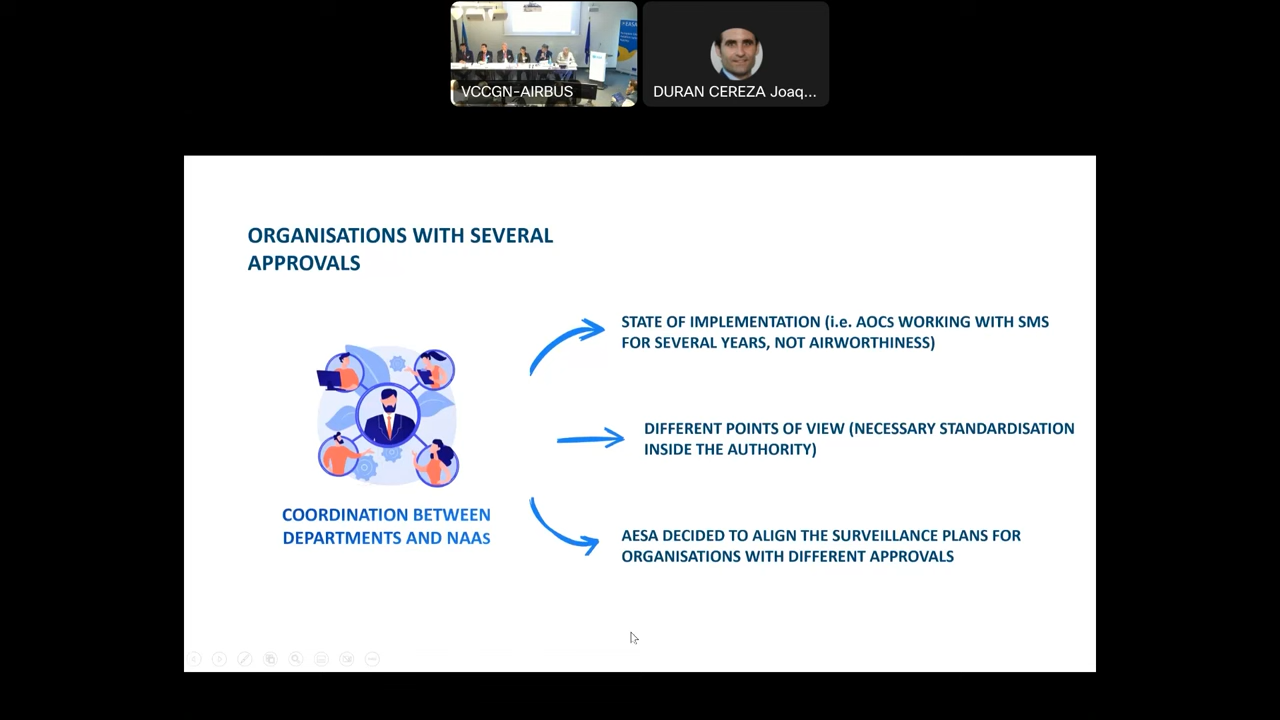 EASA
VCCGN-AIRBUS
DURAN CEREZA Joaq...
ORGANISATIONS WITH SEVERAL
APPROVALS
STATE OF IMPLEMENTATION (i.e. AOCs WORKING WITH SMS
FOR SEVERAL YEARS, NOT AIRWORTHINESS)
DIFFERENT POINTS OF VIEW (NECESSARY STANDARDISATION
INSIDE THE AUTHORITY)
COORDINATION BETWEEN
DEPARTMENTS AND NAAs
AESA DECIDED TO ALIGN THE SURVEILLANCE PLANS FOR
ORGANISATIONS WITH DIFFERENT APPROVALS